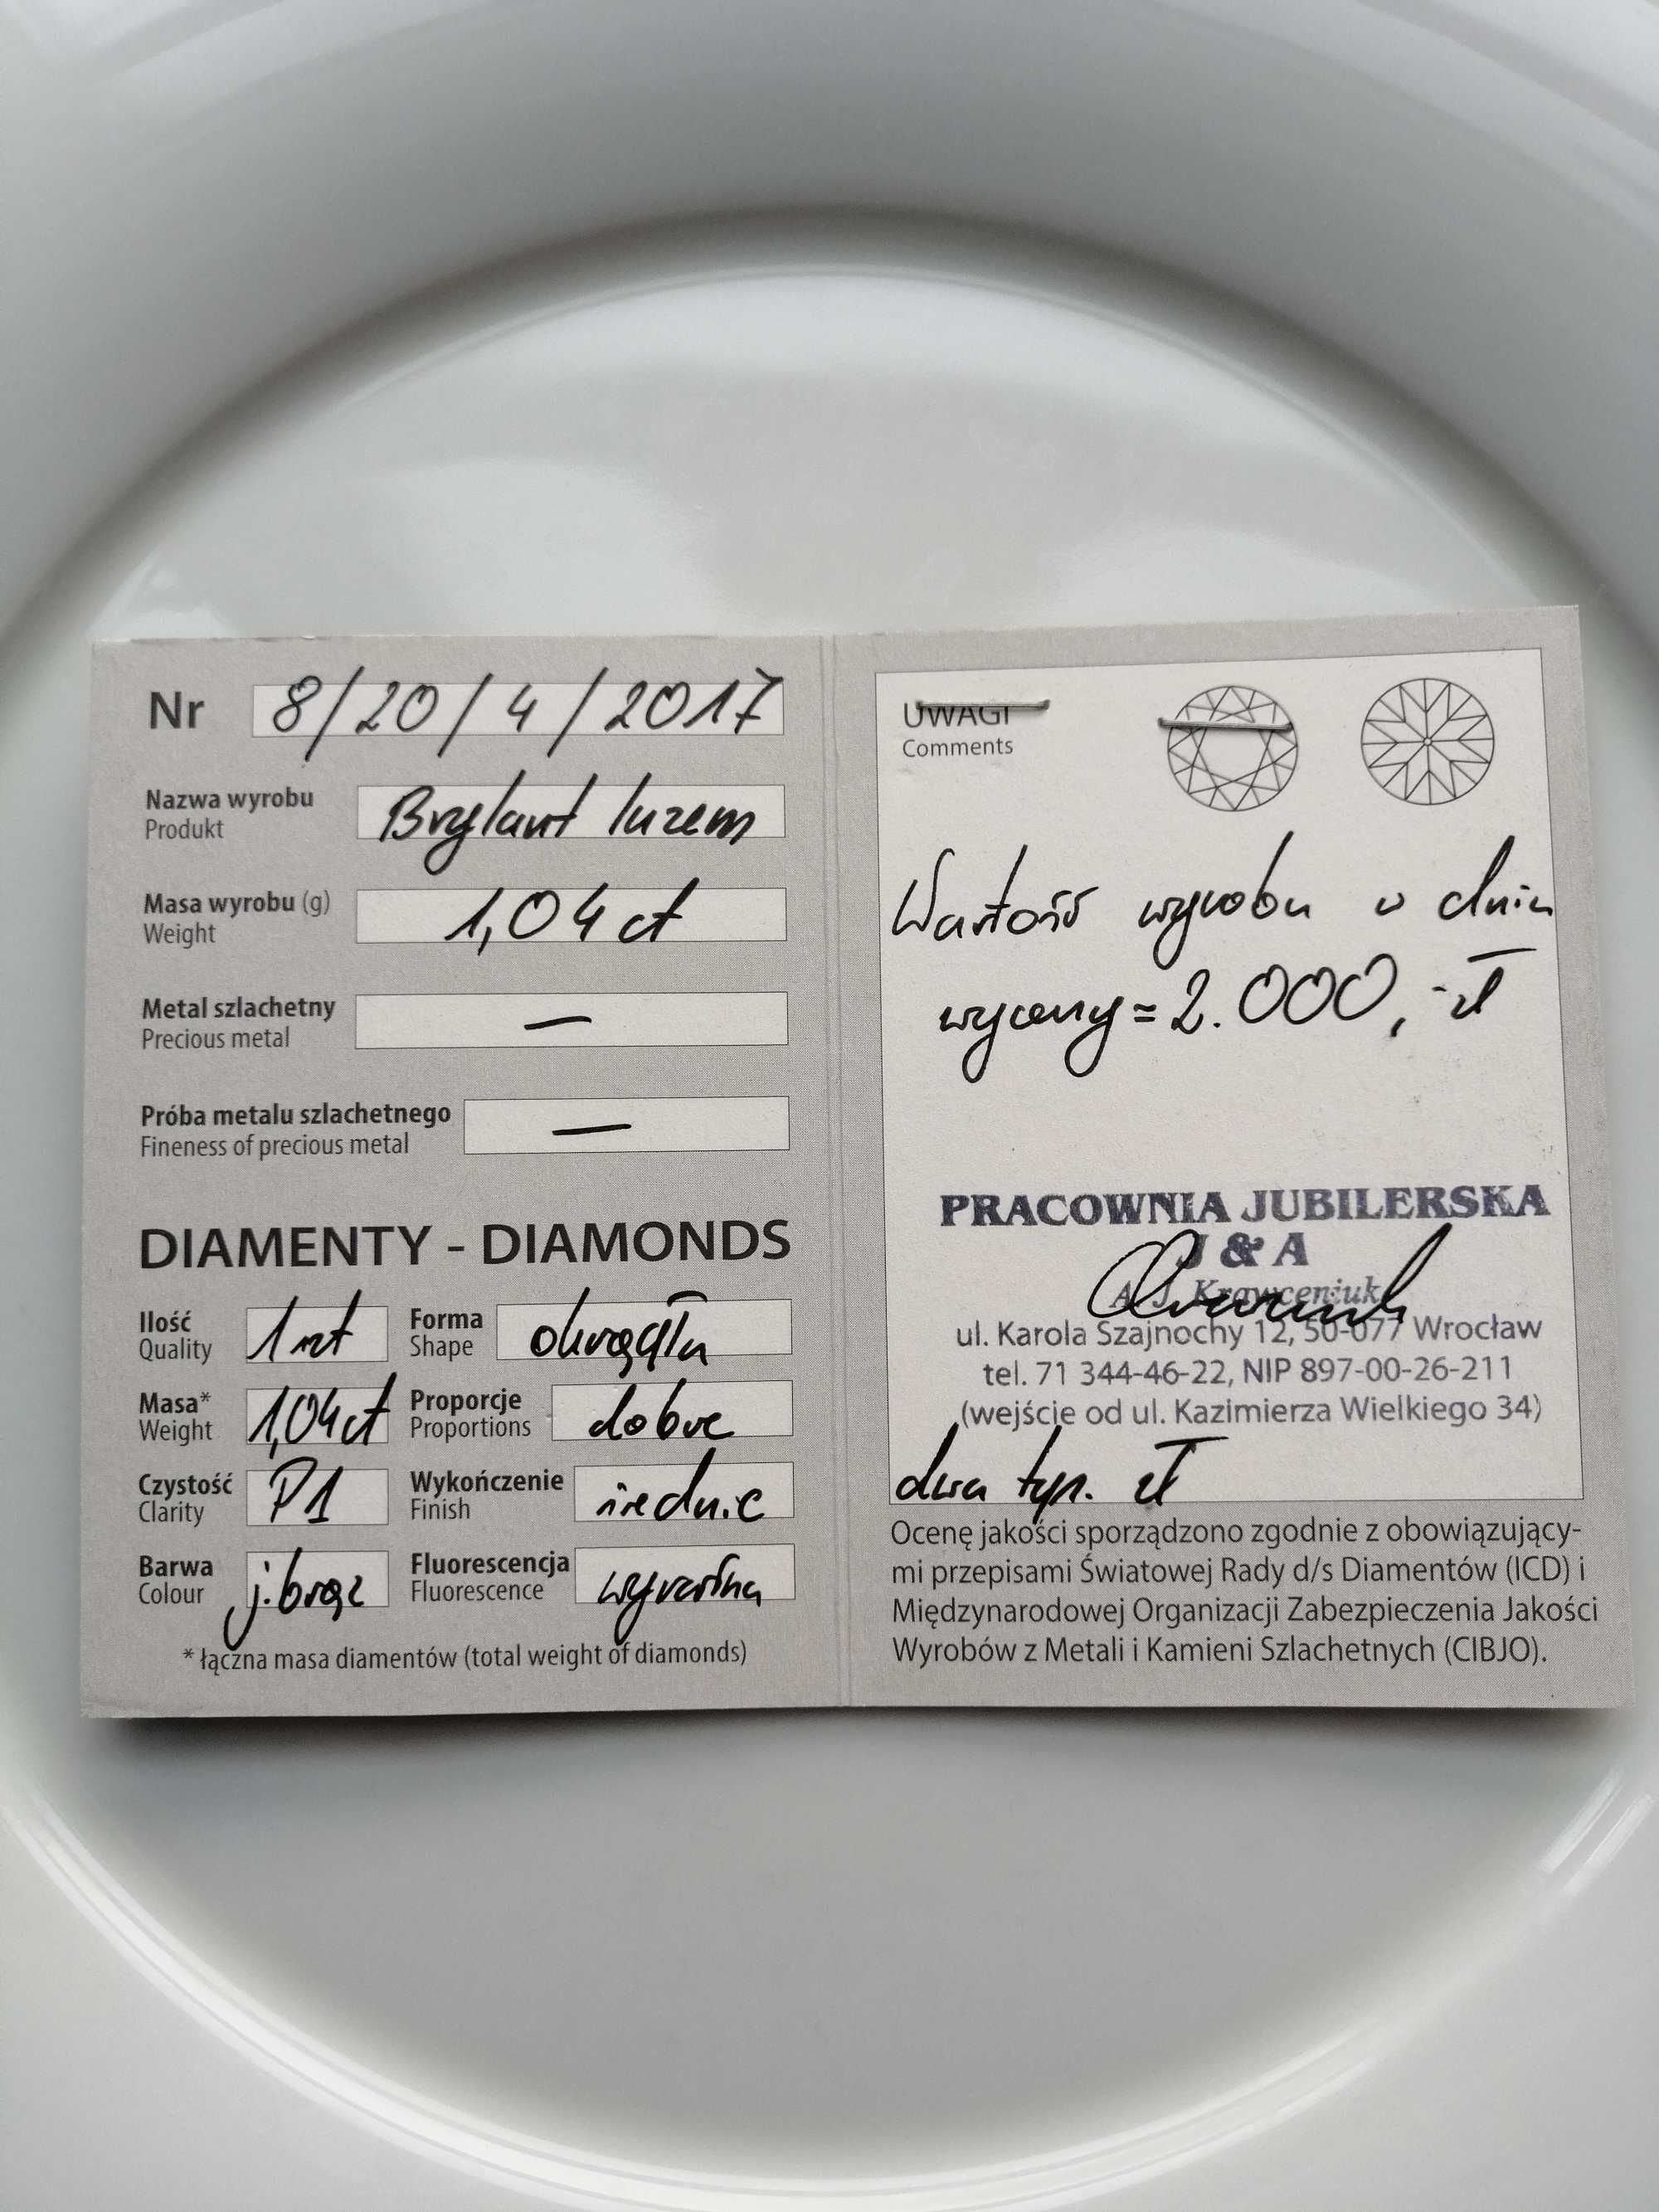 Nr 8/20/4/2017
Nazwa wyrobu Brylant luzem
Produkt
Masa wyrobu (g) 1,04 ct
Weight
Metal szlachetny —
Precious metal
Próba metalu szlachetnego —
Fineness of precious metal
DIAMENTY - DIAMONDS
Ilość 1 szt Forma okrągła
Quality Shape
Masa* 1,04 ct Proporcje dobre
Weight Proportions
Czystość P1 Wykończenie średnie
Clarity Finish
Barwa j. brąz Fluorescencja wyraźna
Colour Fluorescence
* łączna masa diamentów (total weight of diamonds)
UWAGI
Comments
Wartość wyrobu w dniu
wyceny = 2.000,- zł
PRACOWNIA JUBILERSKA
J & A
A. J. Krawceniuk
ul. Karola Szajnochy 12, 50-077 Wrocław
tel. 71 344-46-22, NIP 897-00-26-211
(wejście od ul. Kazimierza Wielkiego 34)
dwa tys. zł
Ocenę jakości sporządzono zgodnie z obowiązujący-
mi przepisami Światowej Rady d/s Diamentów (ICD) i
Międzynarodowej Organizacji Zabezpieczenia Jakości
Wyrobów z Metali i Kamieni Szlachetnych (CIBJO).